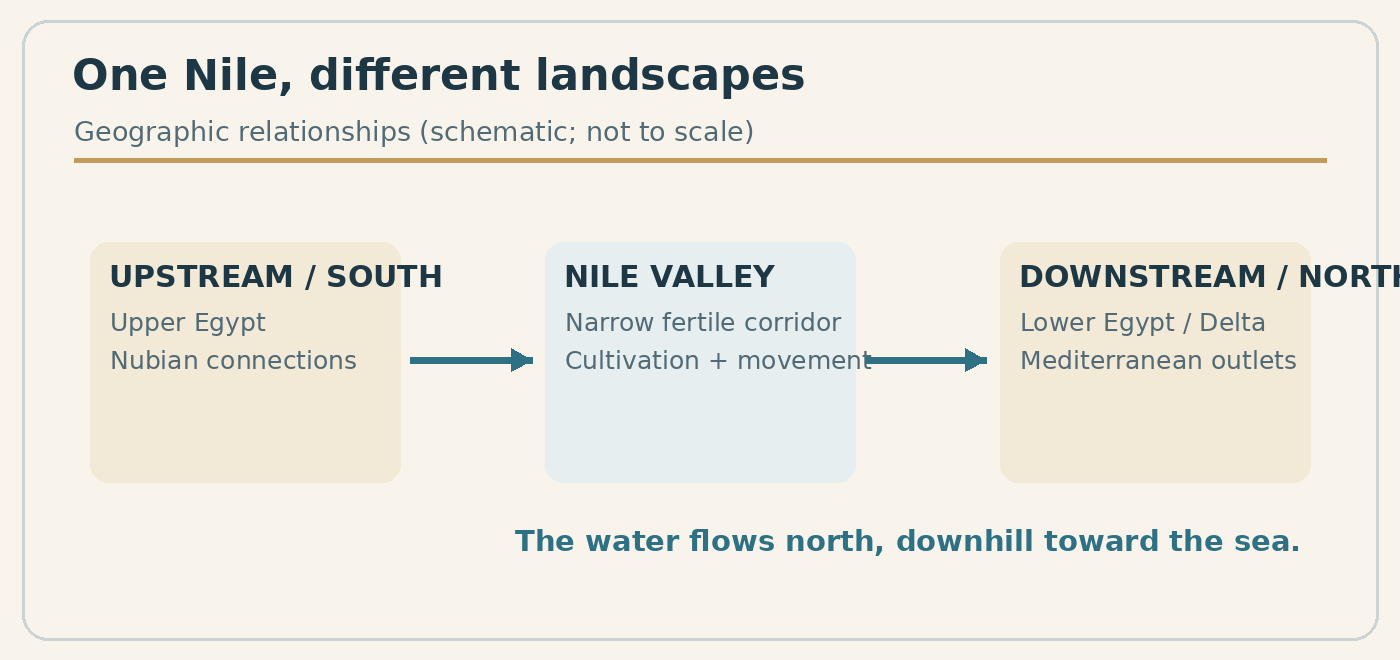 One Nile, different landscapes
Geographic relationships (schematic; not to scale)
UPSTREAM / SOUTH
Upper Egypt
Nubian connections
NILE VALLEY
Narrow fertile corridor
Cultivation + movement
DOWNSTREAM / NORTH
Lower Egypt / Delta
Mediterranean outlets
The water flows north, downhill toward the sea.